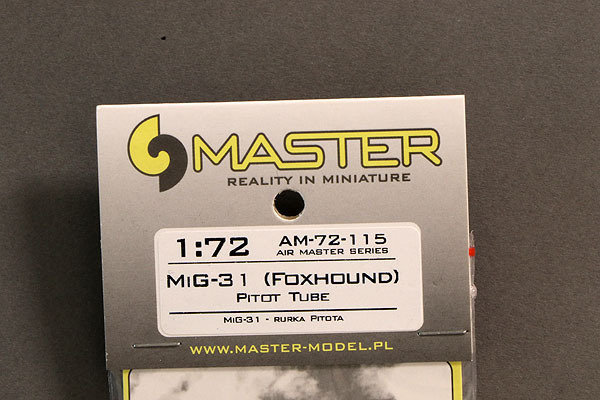 MASTER
REALITY IN MINIATURE
1:72 AM-72-115
AIR MASTER SERIES
MiG-31 (Foxhound)
Pitot Tube
MiG-31 - rurka Pitota
WWW.MASTER-MODEL.PL